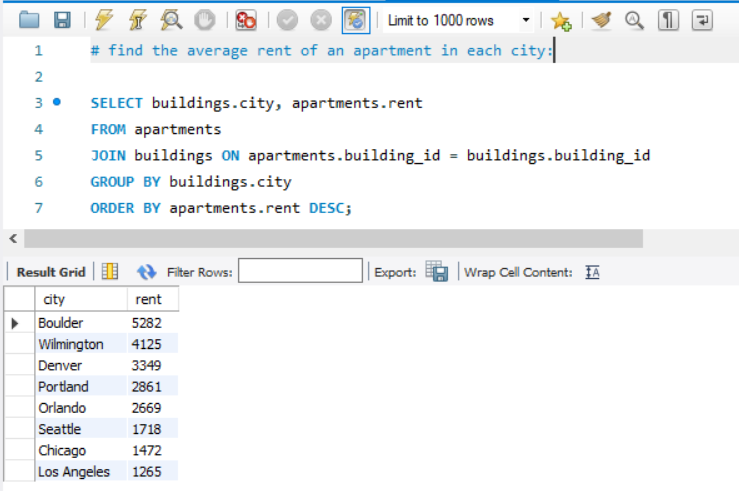 Limit to 1000 rows
1 # find the average rent of an apartment in each city:
2
3 SELECT buildings.city, apartments.rent
4 FROM apartments
5 JOIN buildings ON apartments.building_id = buildings.building_id
6 GROUP BY buildings.city
7 ORDER BY apartments.rent DESC;
Result Grid Filter Rows: Export: Wrap Cell Content: IA
city rent
Boulder 5282
Wilmington 4125
Denver 3349
Portland 2861
Orlando 2669
Seattle 1718
Chicago 1472
Los Angeles 1265